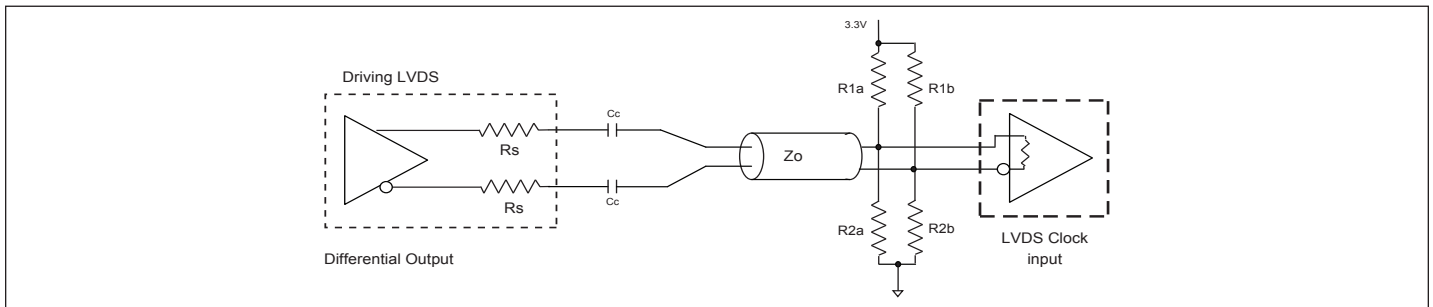 3.3V
Driving LVDS
R1a
R1b
Cc
Rs
Zo
Cc
Rs
R2a
R2b
LVDS Clock
input
Differential Output